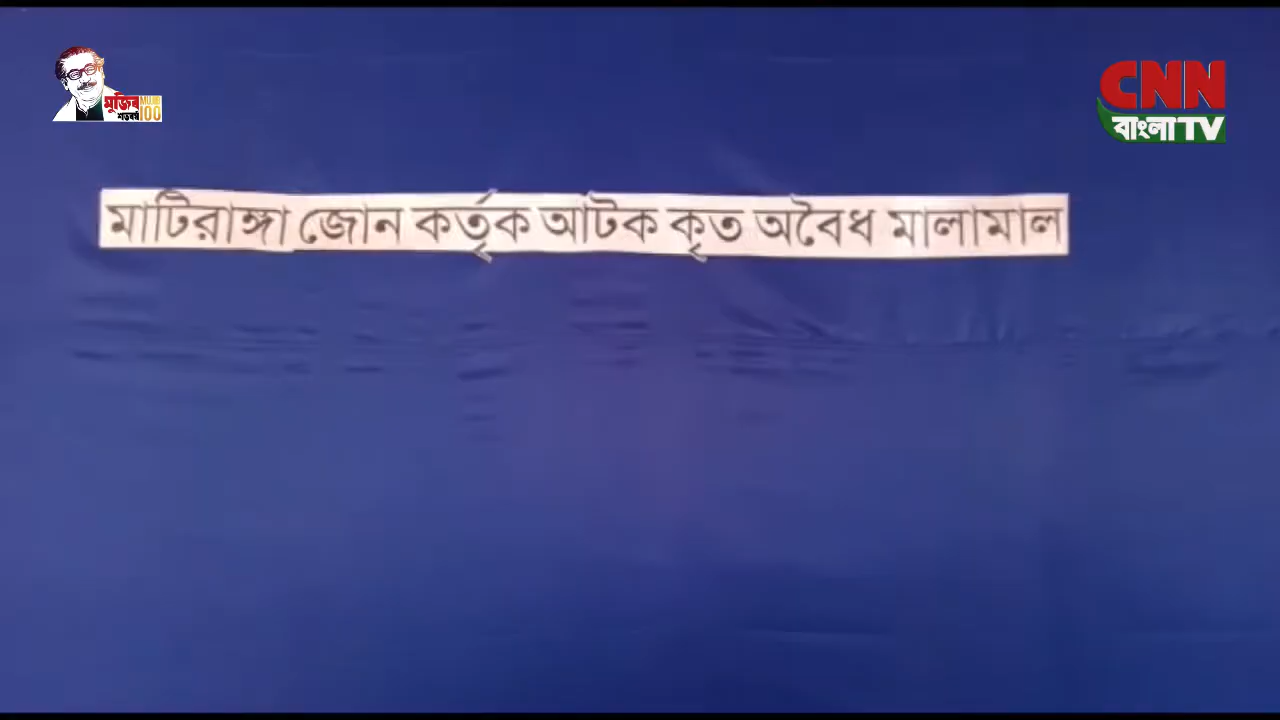 মুজিব
শতবর্ষ
MUJIB
100
CNN
বাংলা TV
মাটিরাঙ্গা জোন কর্তৃক আটক কৃত অবৈধ মালামাল